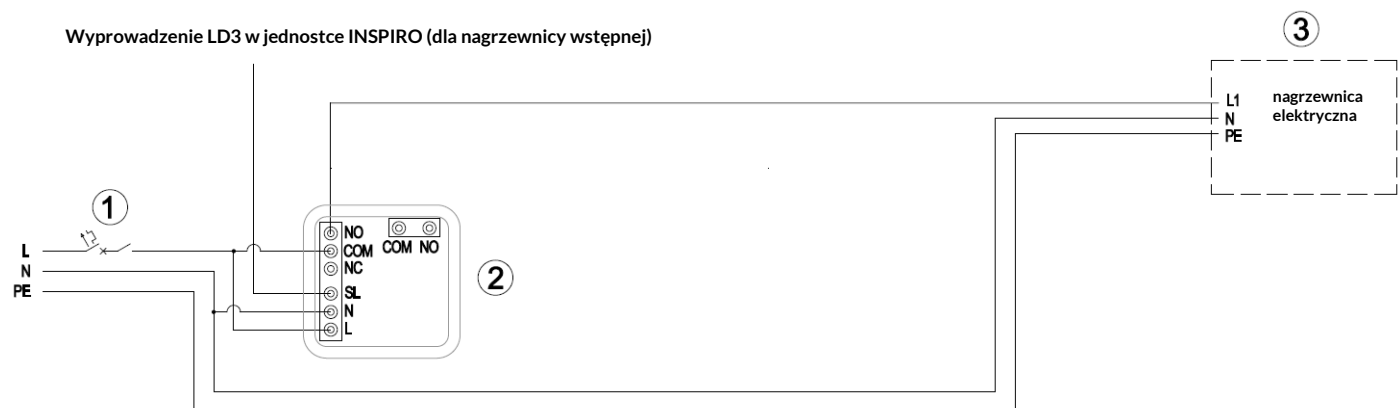 Wyprowadzenie LD3 w jednostce INSPIRO (dla nagrzewnicy wstępnej)
3
L1 nagrzewnica
N elektryczna
PE
1
NO
COM COM NO
NC
2
SL
N
L
L
N
PE